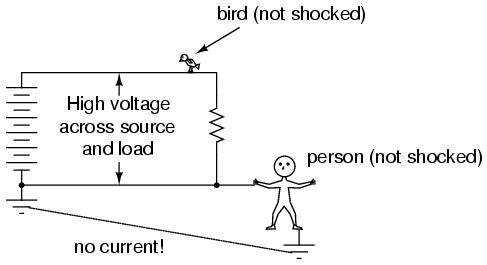 bird (not shocked)
High voltage
across source
and load
person (not shocked)
no current!